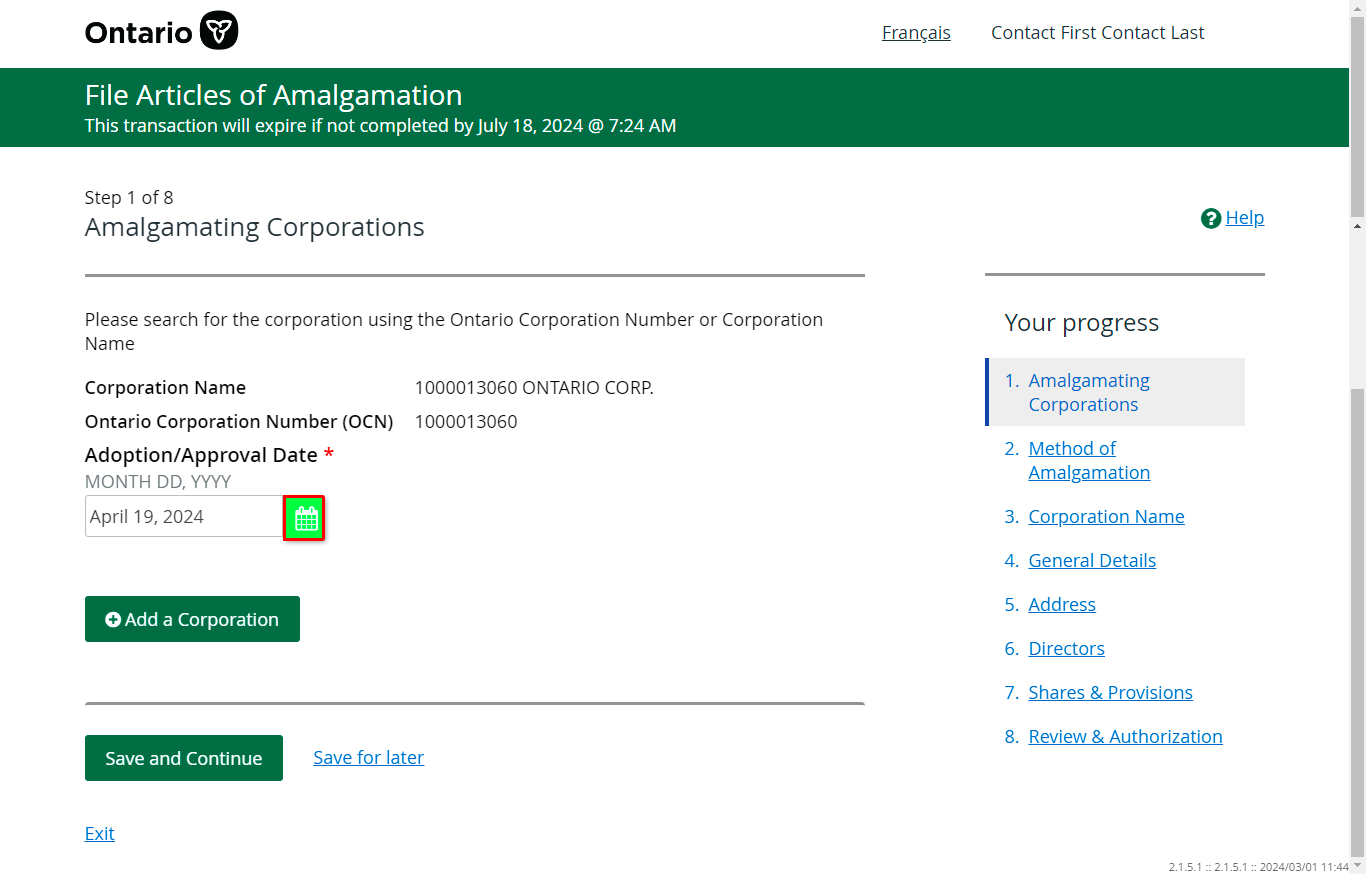 Ontario
Français
Contact First Contact Last
File Articles of Amalgamation
This transaction will expire if not completed by July 18, 2024 @ 7:24 AM
Step 1 of 8
Amalgamating Corporations
? Help
Please search for the corporation using the Ontario Corporation Number or Corporation
Name
Corporation Name 1000013060 ONTARIO CORP.
Ontario Corporation Number (OCN) 1000013060
Adoption/Approval Date *
MONTH DD, YYYY
April 19, 2024
Add a Corporation
Save and Continue
Save for later
Exit
Your progress
1. Amalgamating
Corporations
2. Method of
Amalgamation
3. Corporation Name
4. General Details
5. Address
6. Directors
7. Shares & Provisions
8. Review & Authorization
2.1.5.1 :: 2.1.5.1 :: 2024/03/01 11:44